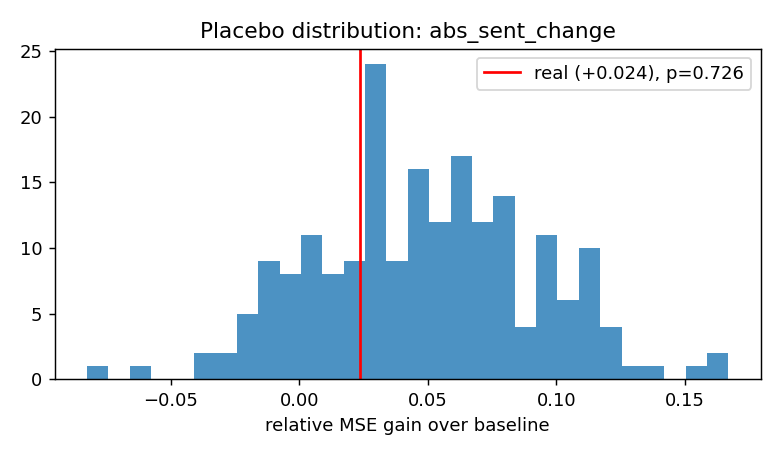 Placebo distribution: abs_sent_change
real (+0.024), p=0.726
25
20
15
10
5
0
−0.05 0.00 0.05 0.10 0.15
relative MSE gain over baseline